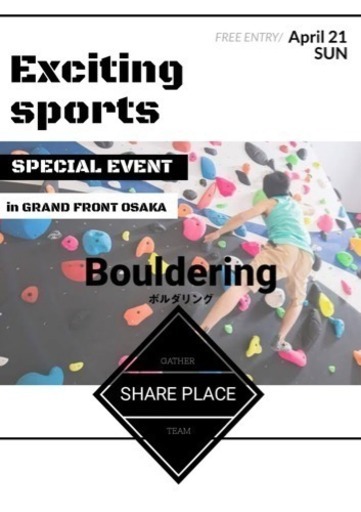 FREE ENTRY/ April 21
SUN
Exciting
sports
SPECIAL EVENT
in GRAND FRONT OSAKA
Bouldering
ボルダリング
GATHER
SHARE PLACE
TEAM